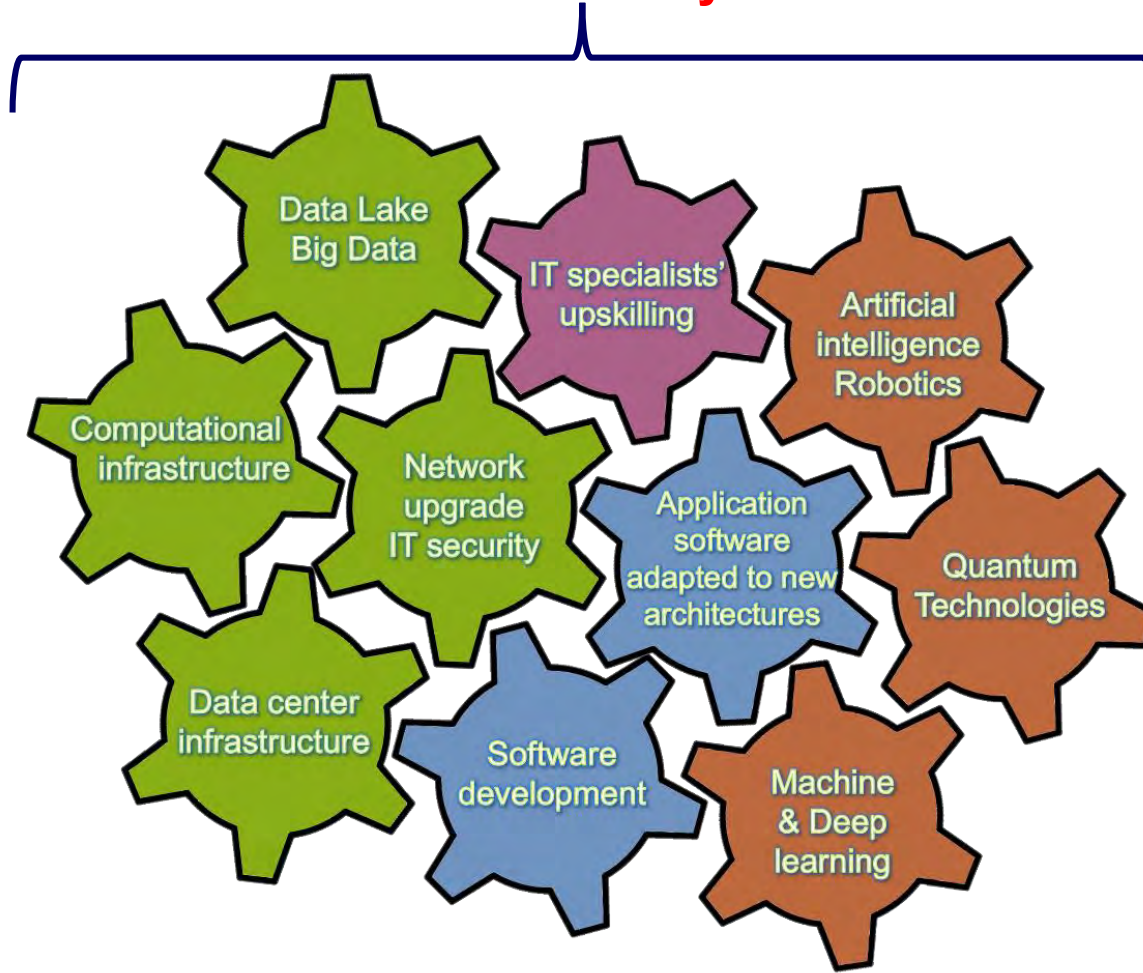 Data Lake
Big Data
IT specialists’
upskilling
Artificial
intelligence
Robotics
Computational
infrastructure
Network
upgrade
IT security
Application
software
adapted to new
architectures
Quantum
Technologies
Data center
infrastructure
Software
development
Machine
& Deep
learning